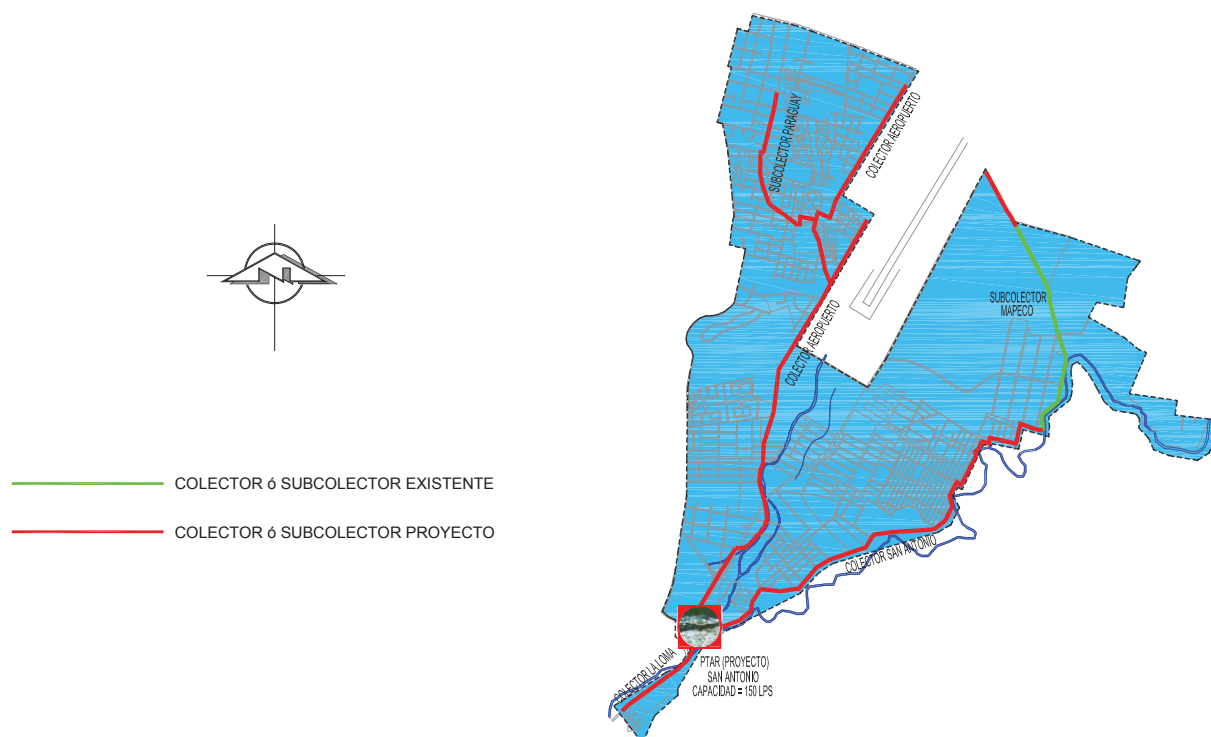 SUBCOLECTOR PARAGUAY
COLECTOR AEROPUERTO
SUBCOLECTOR
MAPECO
COLECTOR AEROPUERTO
COLECTOR ó SUBCOLECTOR EXISTENTE
COLECTOR ó SUBCOLECTOR PROYECTO
COLECTOR SAN ANTONIO
COLECTOR LA LOMA
PTAR (PROYECTO)
SAN ANTONIO
CAPACIDAD = 150 LPS